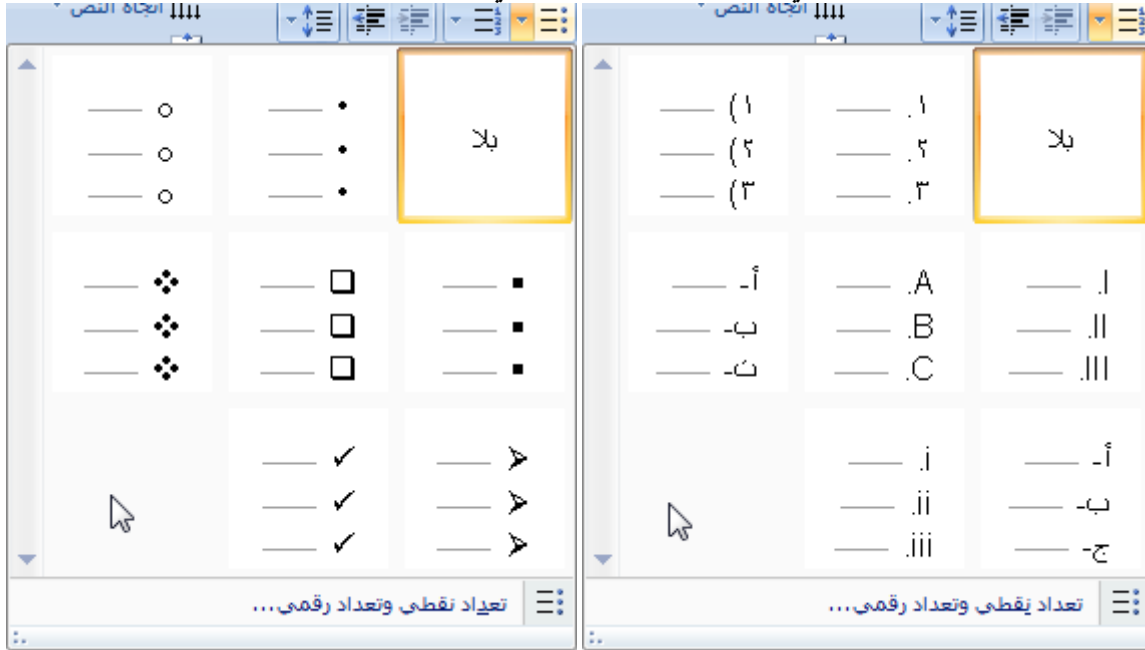 اتجاه النص
بلا
•
•
•
○
○
○
■
■
■
❑
❑
❑
❖
❖
❖
➢
➢
➢
✓
✓
✓
تعداد نقطي وتعداد رقمي...
اتجاه النص
بلا
١.
٢.
٣.
١)
٢)
٣)
I.
II.
III.
A.
B.
C.
أ-
ب-
ت-
أ-
ب-
ج-
i.
ii.
iii.
تعداد نقطي وتعداد رقمي...